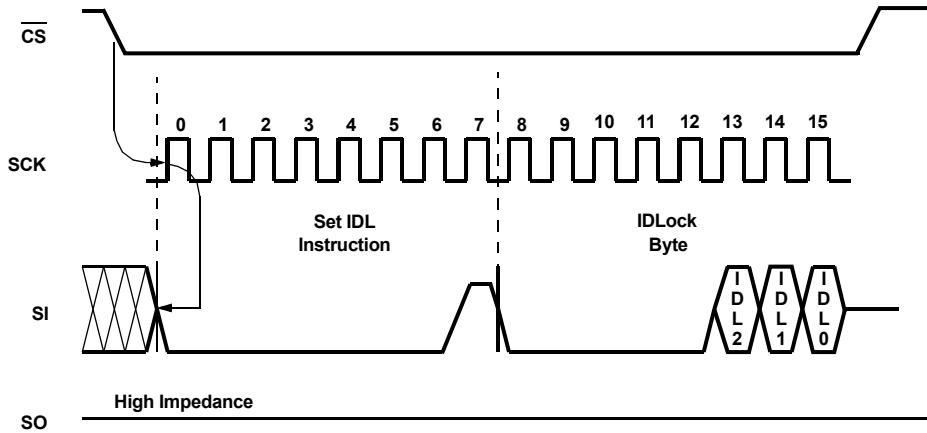 CS
0 1 2 3 4 5 6 7 8 9 10 11 12 13 14 15
SCK
Set IDL
Instruction
IDLock
Byte
SI
IDL2
IDL1
IDL0
High Impedance
SO